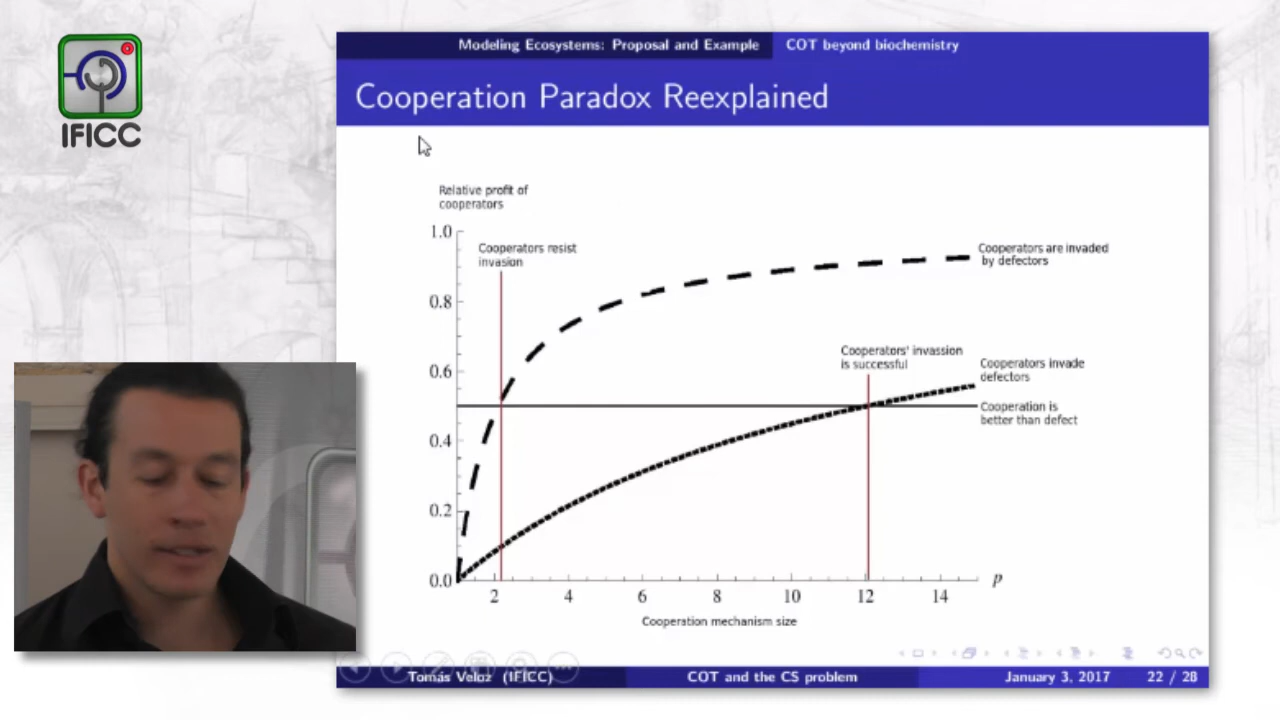 IFICC
Modeling Ecosystems: Proposal and Example
COT beyond biochemistry
Cooperation Paradox Reexplained
Relative profit of
cooperators
1.0
0.8
0.6
0.4
0.2
0.0
Cooperators resist
invasion
Cooperators are invaded
by defectors
Cooperators' invassion
is successful
Cooperators invade
defectors
Cooperation is
better than defect
2 4 6 8 10 12 14
p
Cooperation mechanism size
Tomás Veloz (IFICC)
COT and the CS problem
January 3, 2017
22 / 28